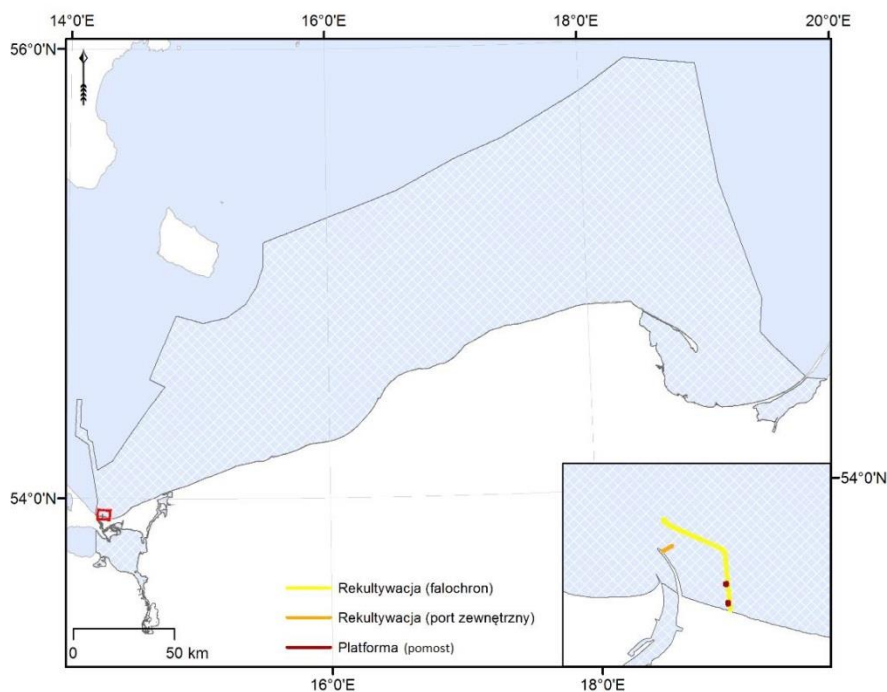 14°0'E 16°0'E 18°0'E 20°0'E
56°0'N
54°0'N 54°0'N
Rekultywacja (falochron)
Rekultywacja (port zewnętrzny)
Platforma (pomost)
0 50 km
16°0'E 18°0'E